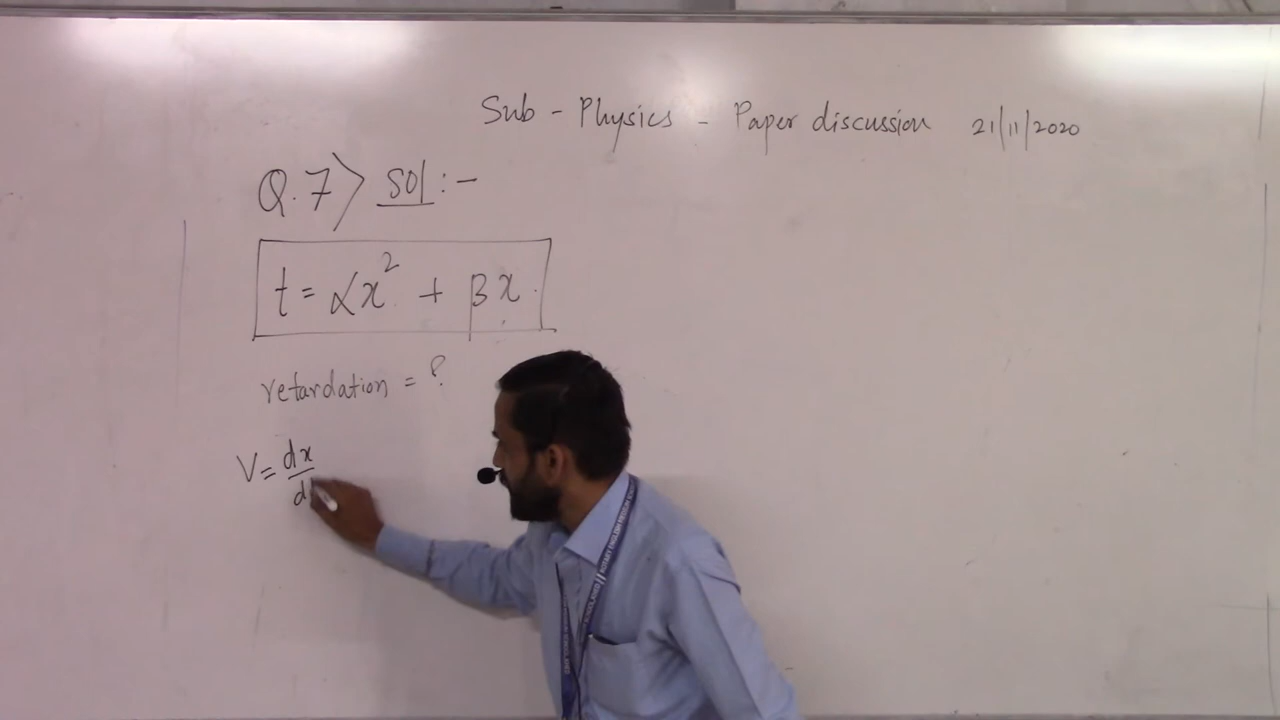 Sub - Physics - Paper discussion 21/11/2020
Q.7> sol :-
t = αx² + βx.
retardation = ?
V = dx
d